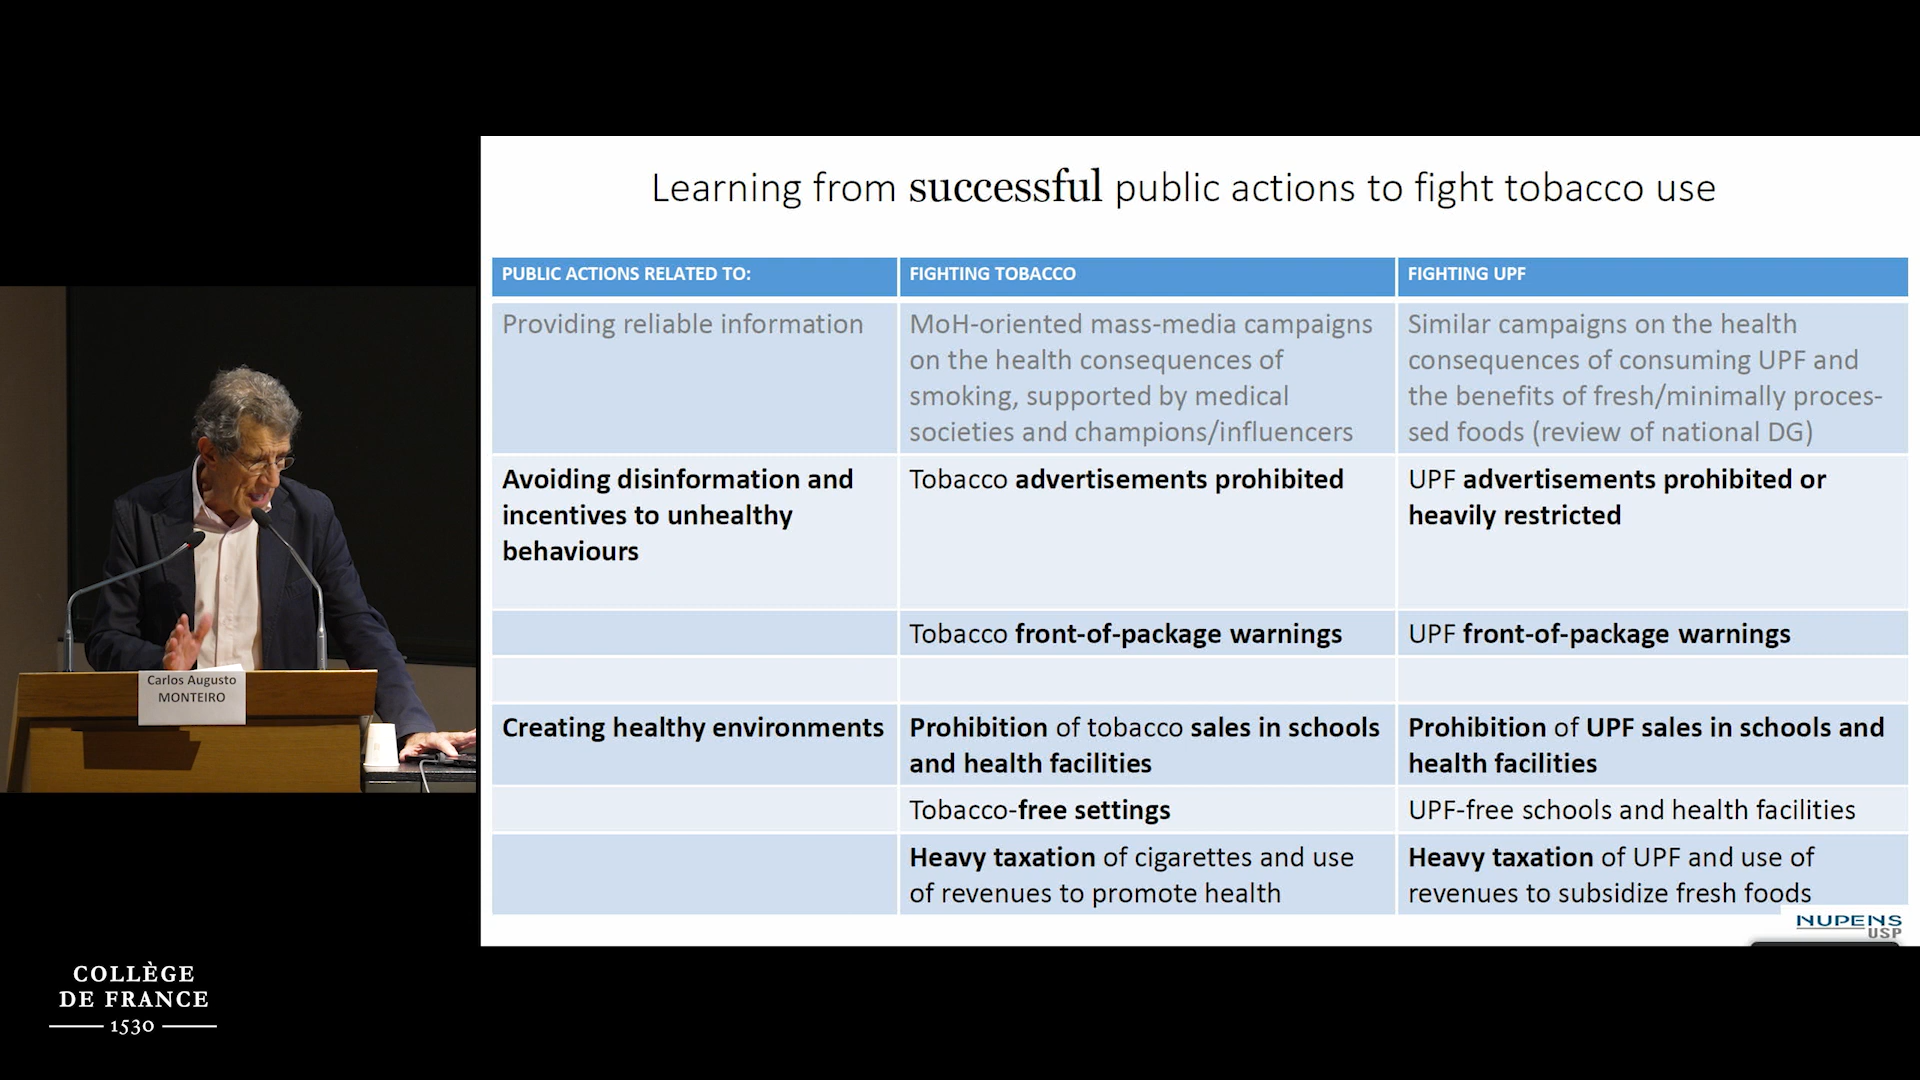 Learning from successful public actions to fight tobacco use
PUBLIC ACTIONS RELATED TO:
FIGHTING TOBACCO
FIGHTING UPF
Providing reliable information
MoH-oriented mass-media campaigns
on the health consequences of
smoking, supported by medical
societies and champions/influencers
Similar campaigns on the health
consequences of consuming UPF and
the benefits of fresh/minimally proces-
sed foods (review of national DG)
Avoiding disinformation and
incentives to unhealthy
behaviours
Tobacco advertisements prohibited
UPF advertisements prohibited or
heavily restricted
Tobacco front-of-package warnings
UPF front-of-package warnings
Creating healthy environments
Prohibition of tobacco sales in schools
and health facilities
Prohibition of UPF sales in schools and
health facilities
Tobacco-free settings
UPF-free schools and health facilities
Heavy taxation of cigarettes and use
of revenues to promote health
Heavy taxation of UPF and use of
revenues to subsidize fresh foods
NUPENS
USP
Carlos Augusto
MONTEIRO
COLLÈGE
DE FRANCE
1530